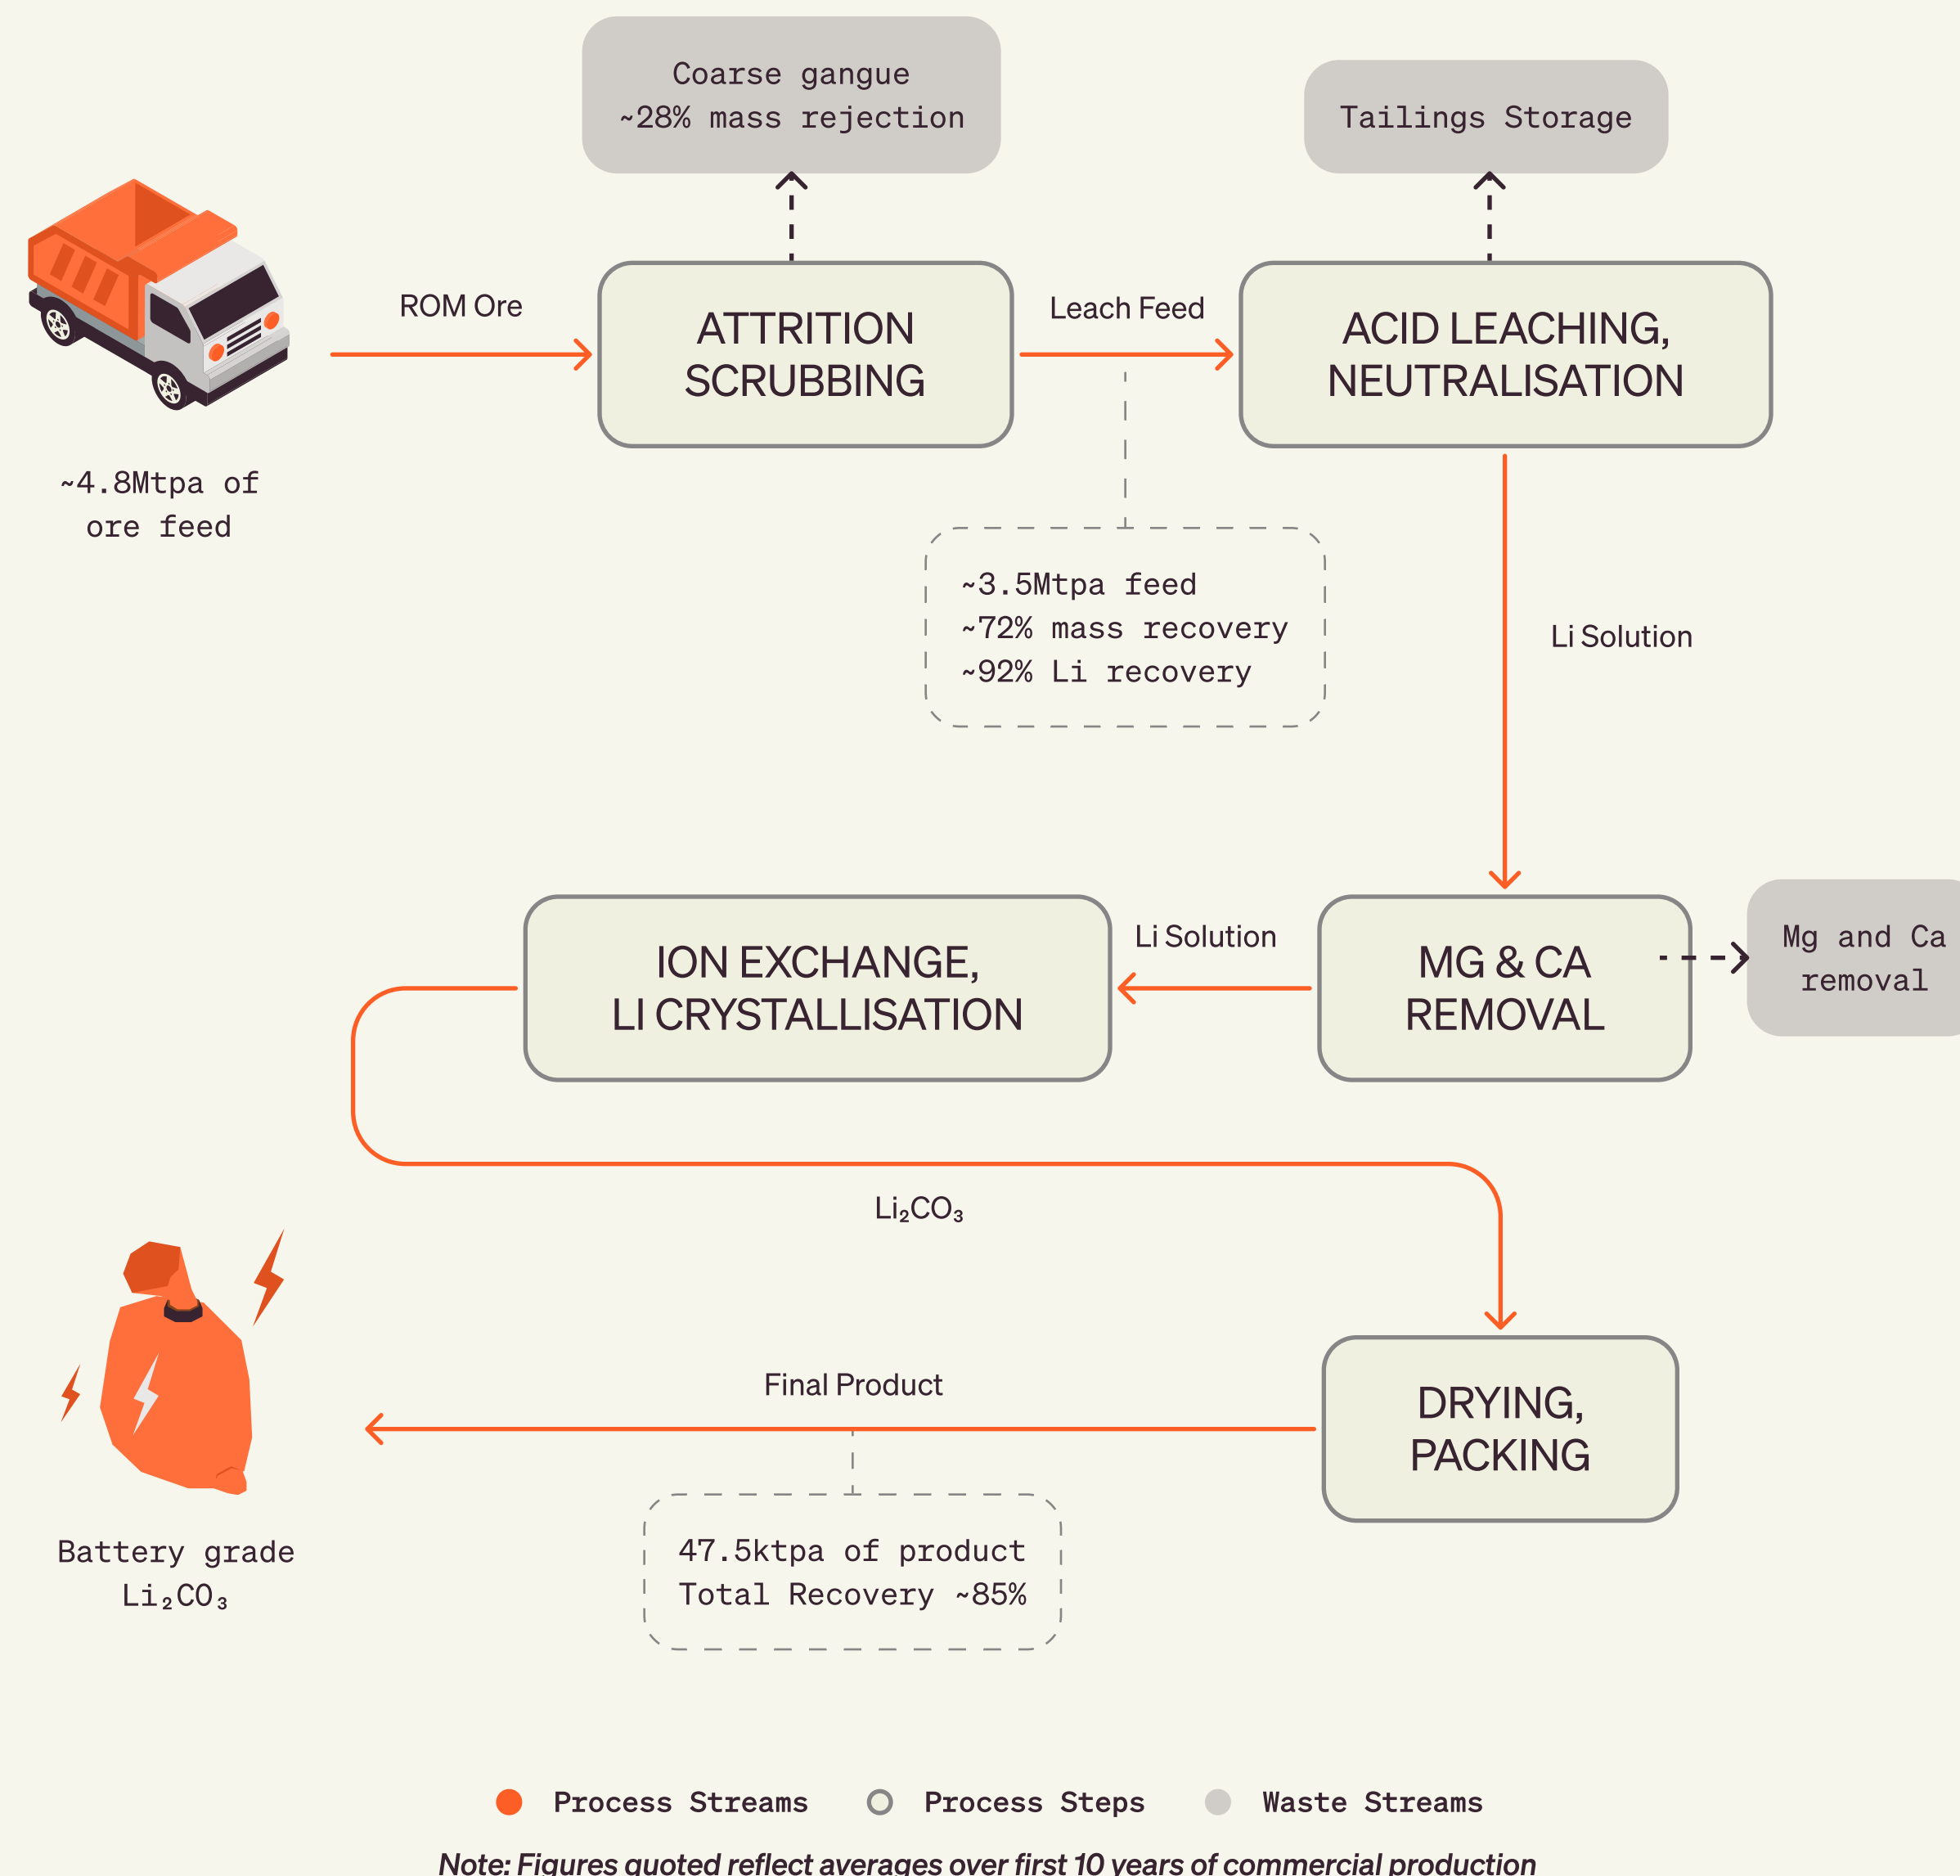 Coarse gangue
~28% mass rejection
Tailings Storage
ROM Ore
ATTRITION
SCRUBBING
Leach Feed
ACID LEACHING,
NEUTRALISATION
~4.8Mtpa of
ore feed
~3.5Mtpa feed
~72% mass recovery
~92% Li recovery
Li Solution
ION EXCHANGE,
LI CRYSTALLISATION
Li Solution
MG & CA
REMOVAL
Mg and Ca
removal
Li₂CO₃
Final Product
DRYING,
PACKING
47.5ktpa of product
Total Recovery ~85%
Battery grade
Li₂CO₃
Process Streams
Process Steps
Waste Streams
Note: Figures quoted reflect averages over first 10 years of commercial production